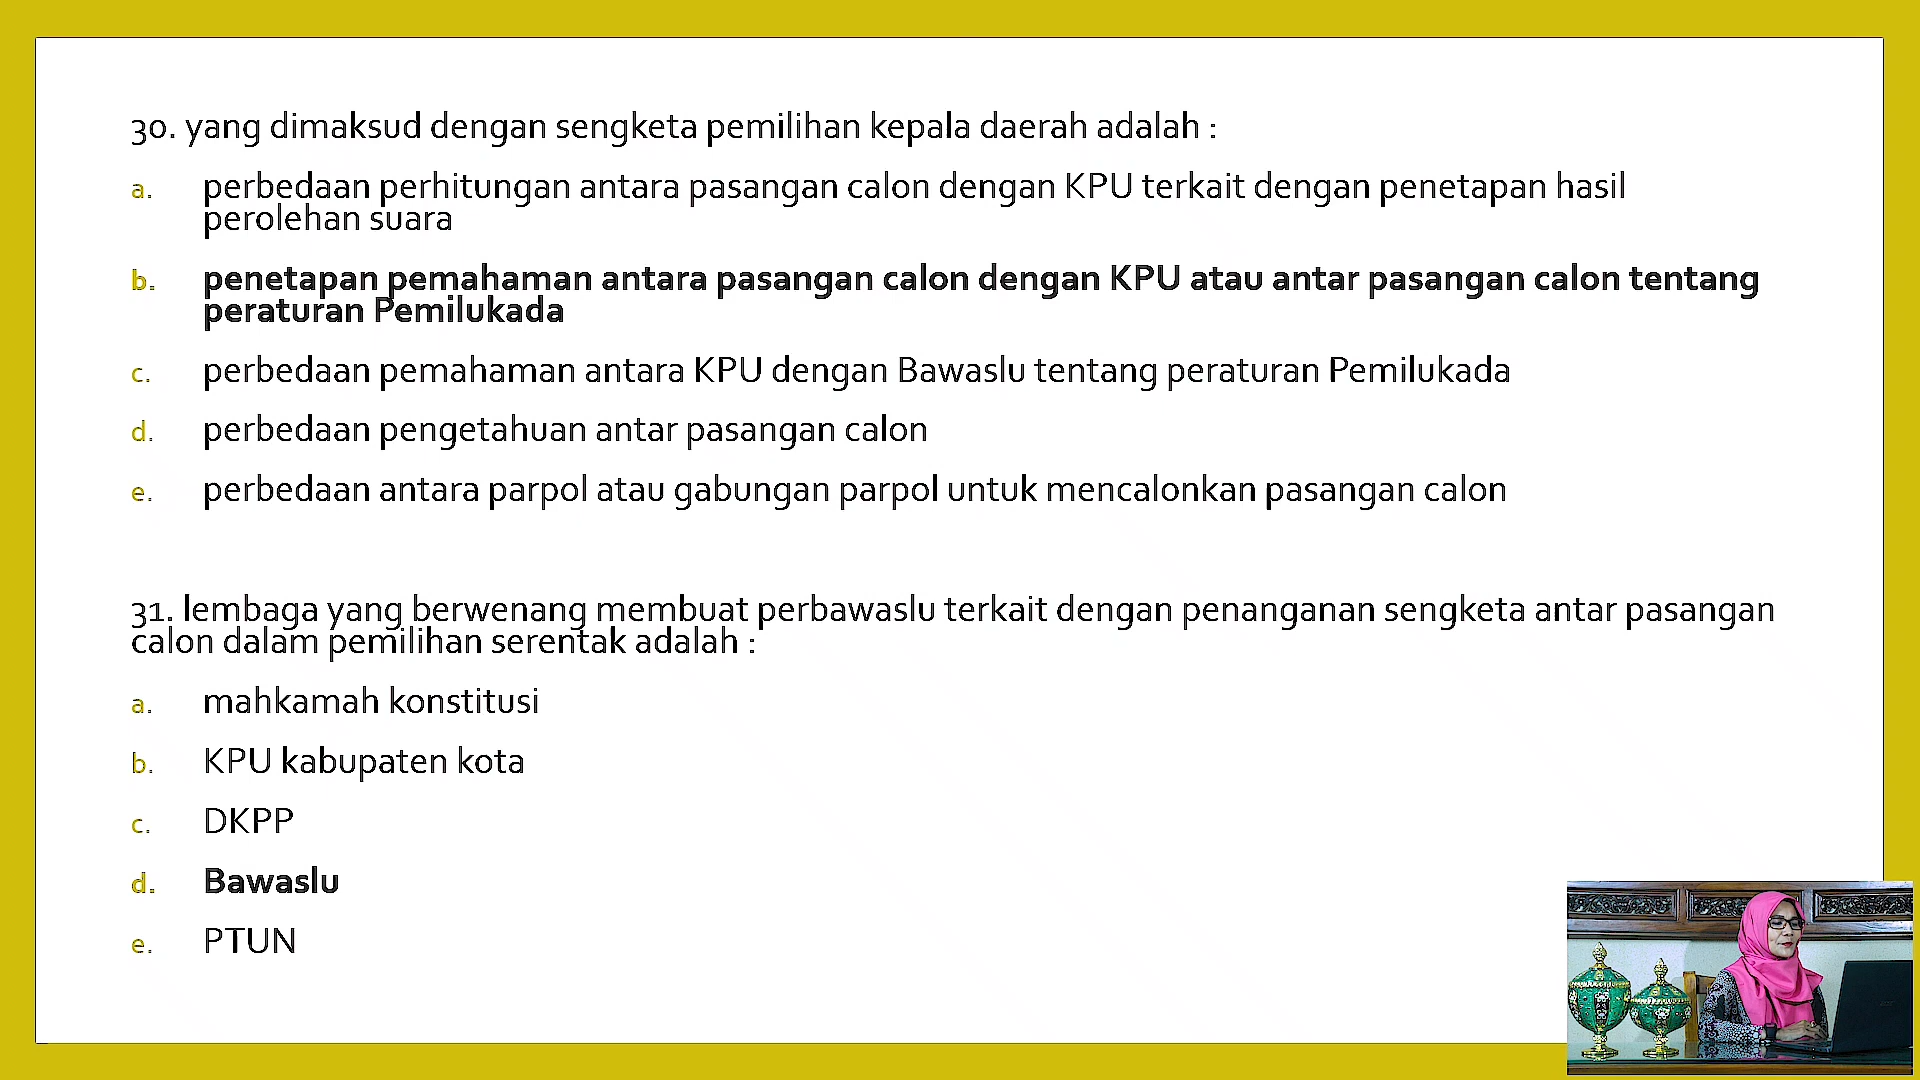 30. yang dimaksud dengan sengketa pemilihan kepala daerah adalah :
a. perbedaan perhitungan antara pasangan calon dengan KPU terkait dengan penetapan hasil
perolehan suara
b. penetapan pemahaman antara pasangan calon dengan KPU atau antar pasangan calon tentang
peraturan Pemilukada
c. perbedaan pemahaman antara KPU dengan Bawaslu tentang peraturan Pemilukada
d. perbedaan pengetahuan antar pasangan calon
e. perbedaan antara parpol atau gabungan parpol untuk mencalonkan pasangan calon
31. lembaga yang berwenang membuat perbawaslu terkait dengan penanganan sengketa antar pasangan
calon dalam pemilihan serentak adalah :
a. mahkamah konstitusi
b. KPU kabupaten kota
c. DKPP
d. Bawaslu
e. PTUN